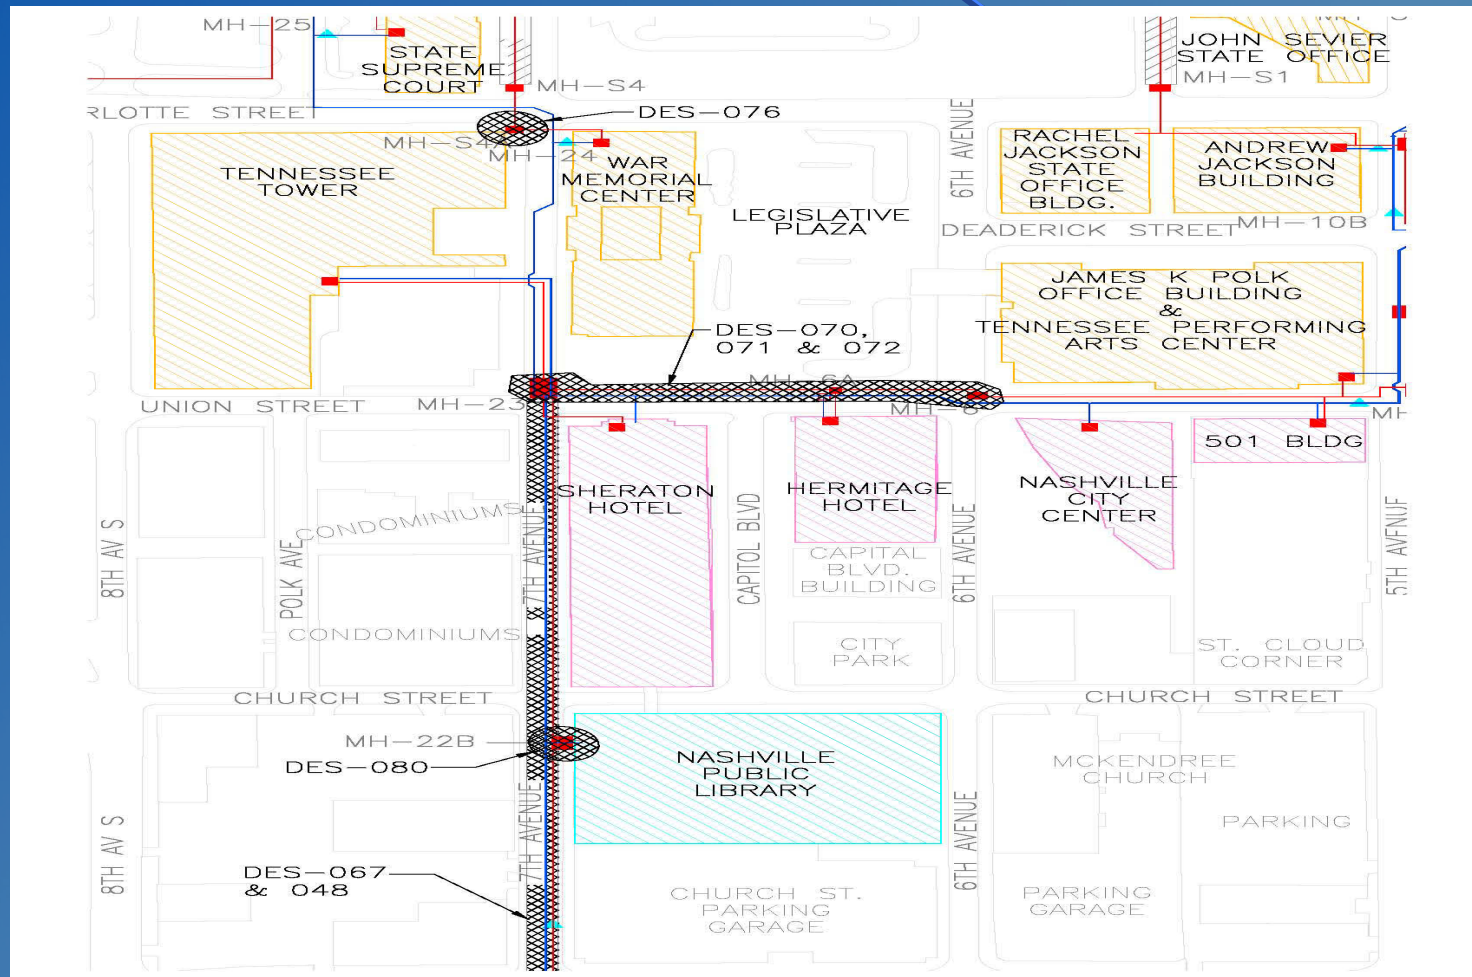 MH-25
STATE
SUPREME
COURT
MH-S4
JOHN SEVIER
STATE OFFICE
MH-S1
RLOTTE STREET
DES-076
MH-S4A
MH-24
TENNESSEE
TOWER
WAR
MEMORIAL
CENTER
LEGISLATIVE
PLAZA
6TH AVENUE
RACHEL
JACKSON
STATE
OFFICE
BLDG.
ANDREW
JACKSON
BUILDING
MH-10B
DEADERICK STREET
JAMES K POLK
OFFICE BUILDING
&
TENNESSEE PERFORMING
ARTS CENTER
DES-070,
071 & 072
MH-6A
UNION STREET
MH-23
MH-6
MH
501 BLDG
SHERATON
HOTEL
HERMITAGE
HOTEL
NASHVILLE
CITY
CENTER
8TH AV S
POLK AVE
CONDOMINIUMS
7TH AVENUE
CAPITOL BLVD
CAPITAL
BLVD.
BUILDING
6TH AVENUE
5TH AVENUE
CONDOMINIUMS
CITY
PARK
ST. CLOUD
CORNER
CHURCH STREET
CHURCH STREET
MH-22B
DES-080
NASHVILLE
PUBLIC
LIBRARY
MCKENDREE
CHURCH
8TH AV S
7TH AVENUE
6TH AVENUE
PARKING
DES-067
& 048
CHURCH ST.
PARKING
GARAGE
PARKING
GARAGE